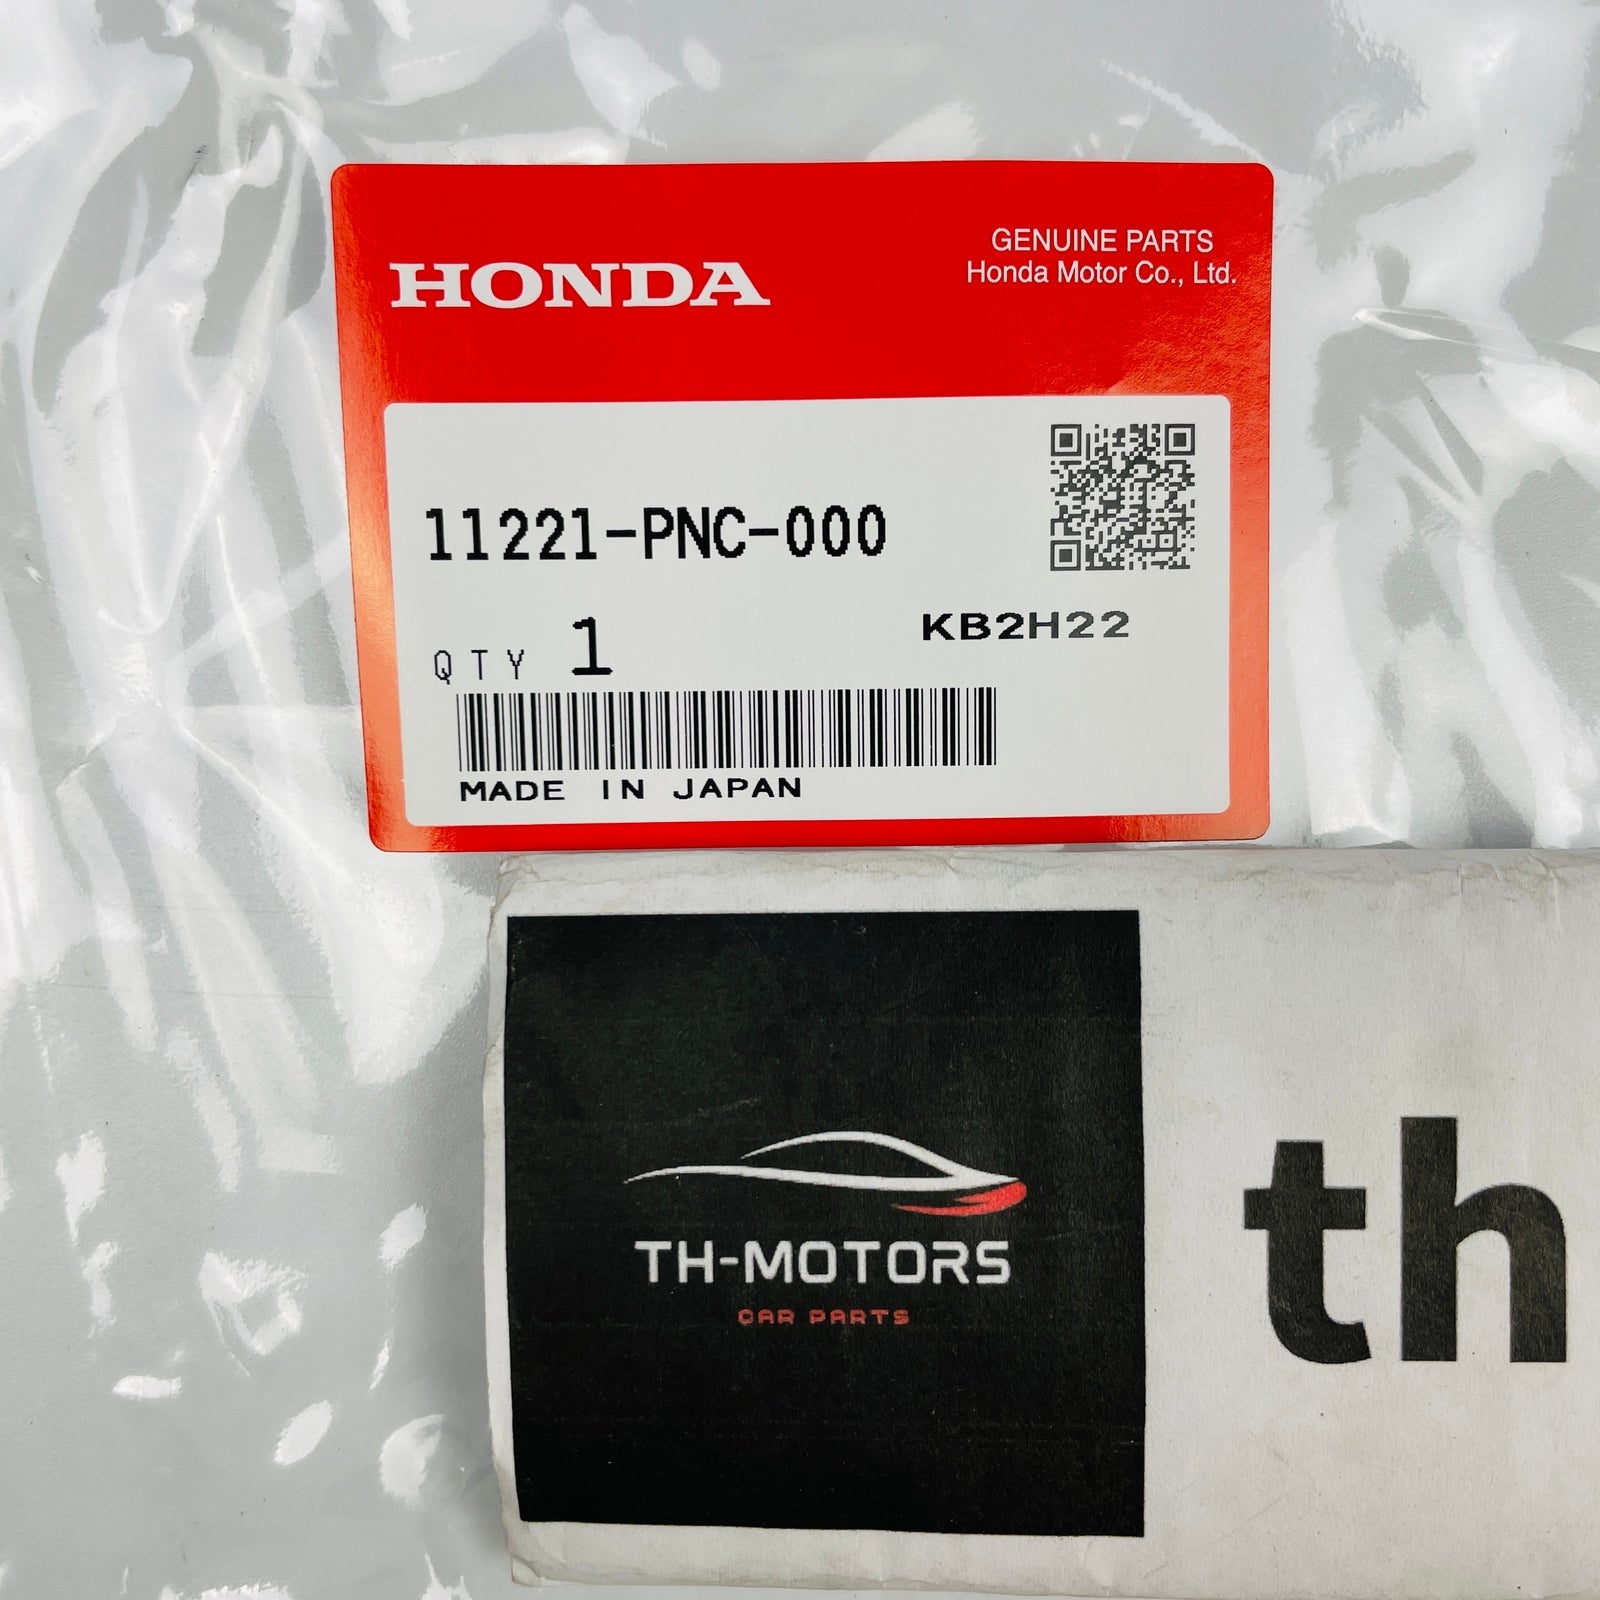 HONDA
GENUINE PARTS
Honda Motor Co., Ltd.
11221-PNC-000
QTY 1
KB2H22
MADE IN JAPAN
TH-MOTORS
CAR PARTS
th